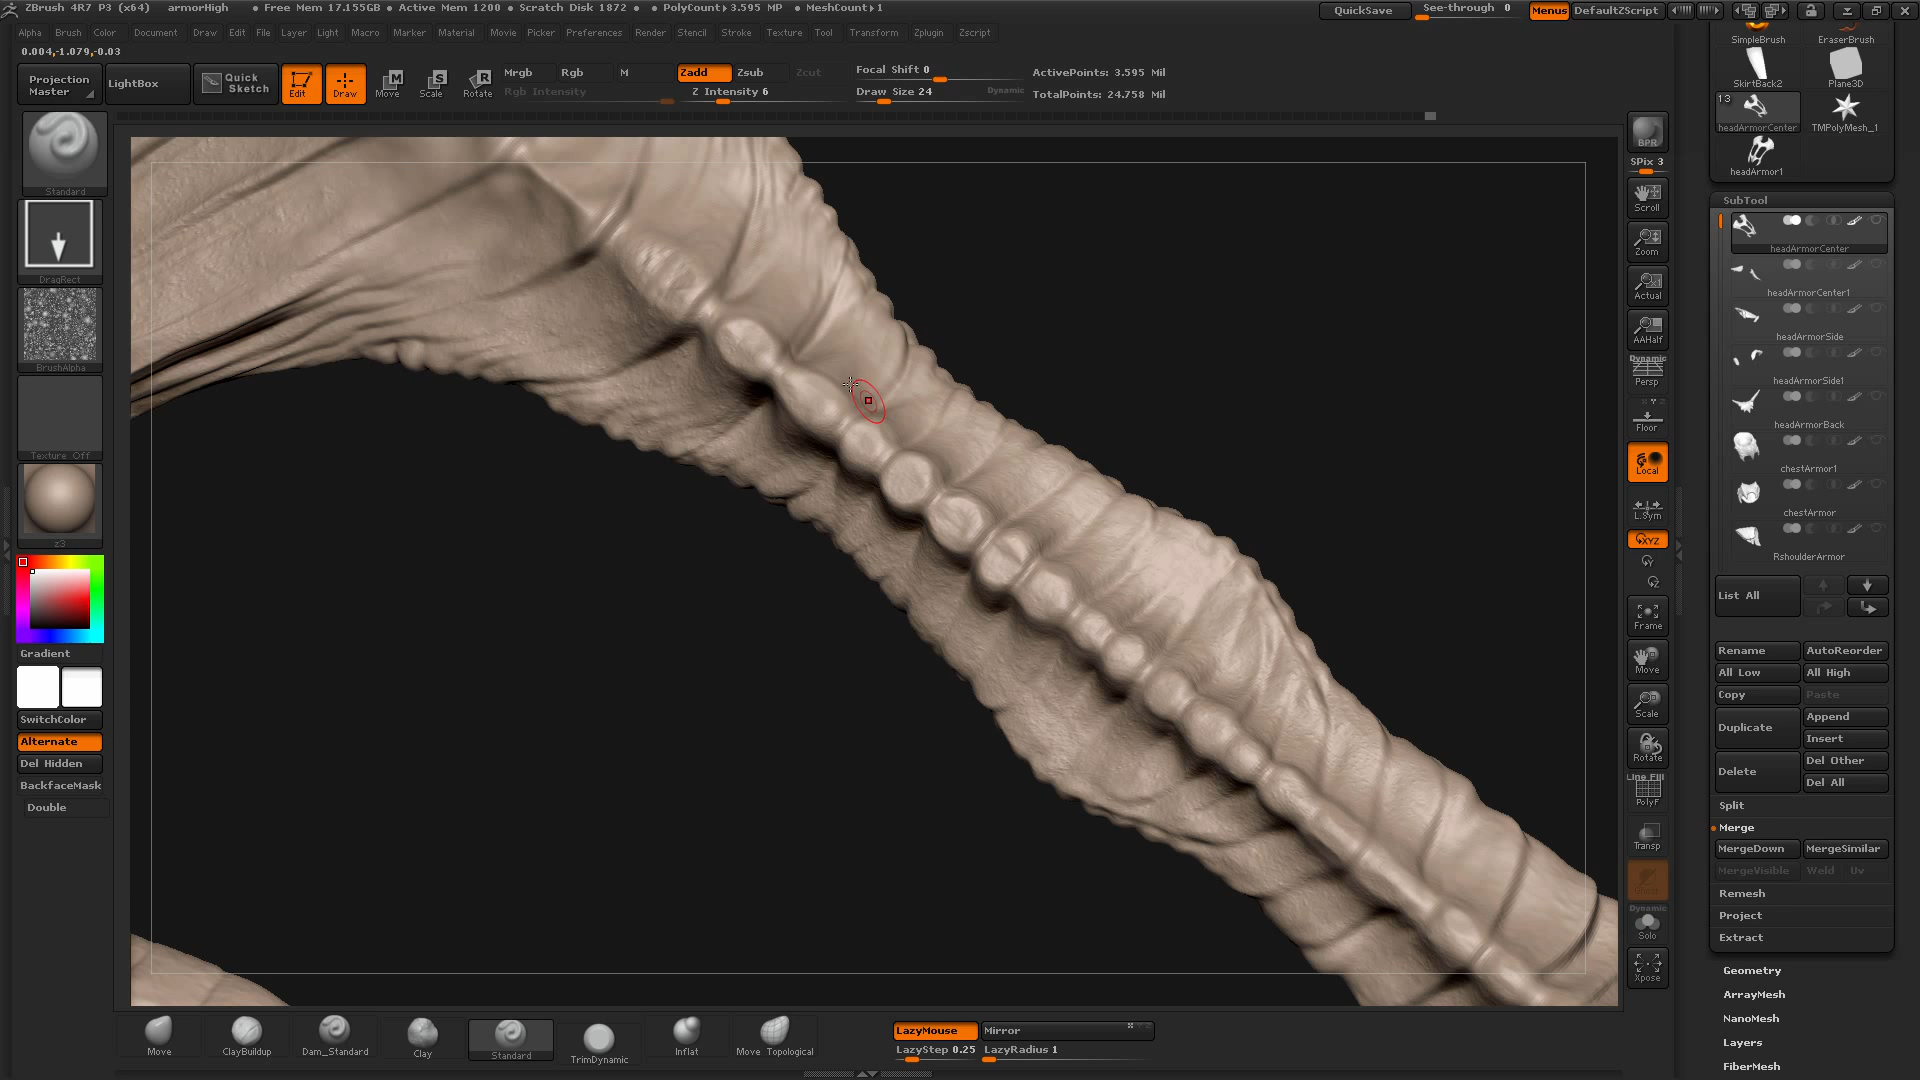 ZBrush 4R7 P3 (x64) armorHigh • Free Mem 17.155GB • Active Mem 1200 • Scratch Disk 1872 • • PolyCount▸ 3.595 MP • MeshCount▸1 QuickSave See-through 0 Menus DefaultZScript
Alpha Brush Color Document Draw Edit File Layer Light Macro Marker Material Movie Picker Preferences Render Stencil Stroke Texture Tool Transform Zplugin Zscript
0.004,-1.079,-0.03
Projection Master
LightBox
Quick Sketch
Edit
Draw
Move
Scale
Rotate
Mrgb Rgb M
Rgb Intensity
Zadd Zsub Zcut
Z Intensity 6
Focal Shift 0
Draw Size 24 Dynamic
ActivePoints: 3.595 Mil
TotalPoints: 24.758 Mil
Standard
DragRect
BrushAlpha
Texture Off
z3
Gradient
SwitchColor
Alternate
Del Hidden
BackfaceMask
Double
BPR
SPix 3
Scroll
Zoom
Actual
AAHalf
Dynamic
Persp
Floor
Local
L.Sym
XYZ
Y
Z
Frame
Move
Scale
Rotate
Line Fill
PolyF
Transp
Dynamic
Solo
Xpose
SimpleBrush EraserBrush
SkirtBack2 Plane3D
13
headArmorCenter TMPolyMesh_1
headArmor1
SubTool
headArmorCenter
headArmorCenter1
headArmorSide
headArmorSide1
headArmorBack
chestArmor1
chestArmor
RshoulderArmor
List All
Rename AutoReorder
All Low All High
Copy Paste
Duplicate Append
Insert
Delete Del Other
Del All
Split
Merge
MergeDown MergeSimilar
MergeVisible Weld Uv
Remesh
Project
Extract
Geometry
ArrayMesh
NanoMesh
Layers
FiberMesh
Move
ClayBuildup
Dam_Standard
Clay
Standard
TrimDynamic
Inflat
Move Topological
LazyMouse Mirror
LazyStep 0.25 LazyRadius 1